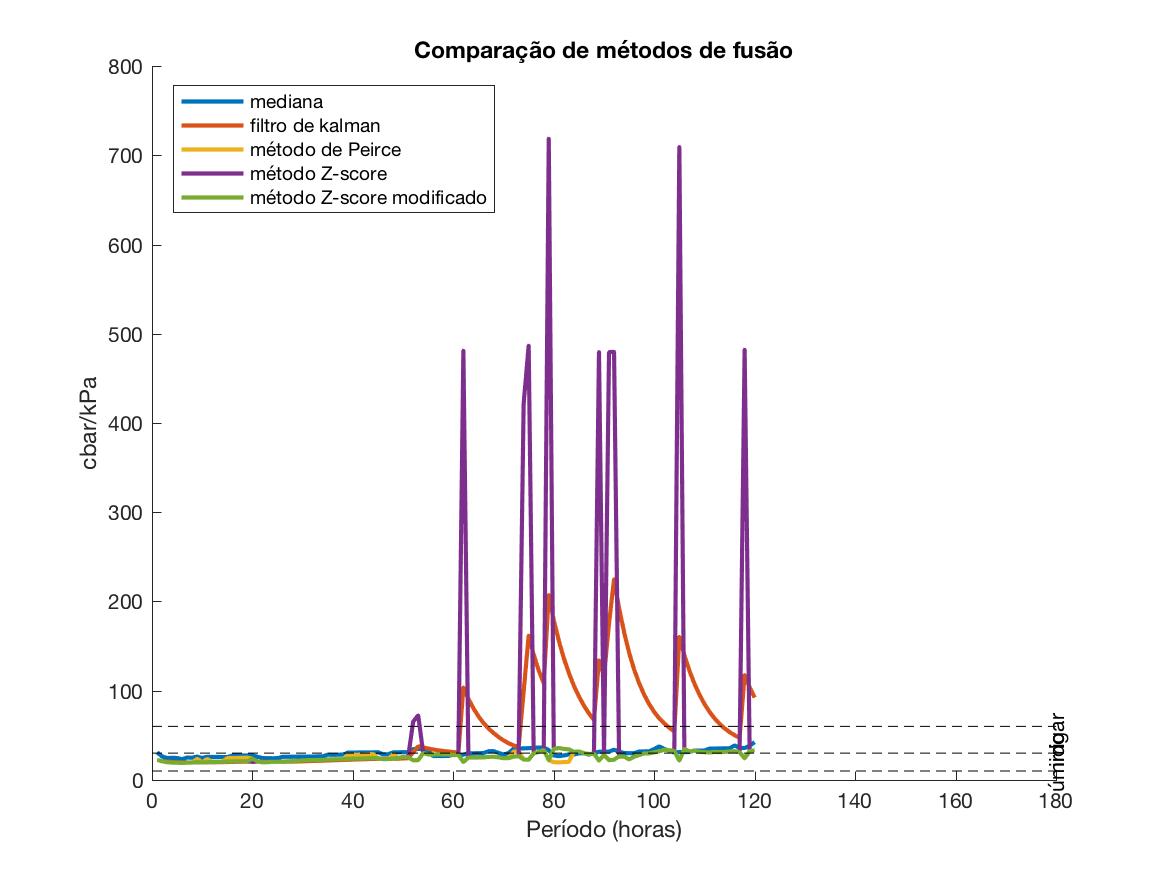 Comparação de métodos de fusão
800
700
600
500
400
300
200
100
0
cbar/kPa
mediana
filtro de kalman
método de Peirce
método Z-score
método Z-score modificado
0
20
40
60
80
100
120
140
160
180
Período (horas)